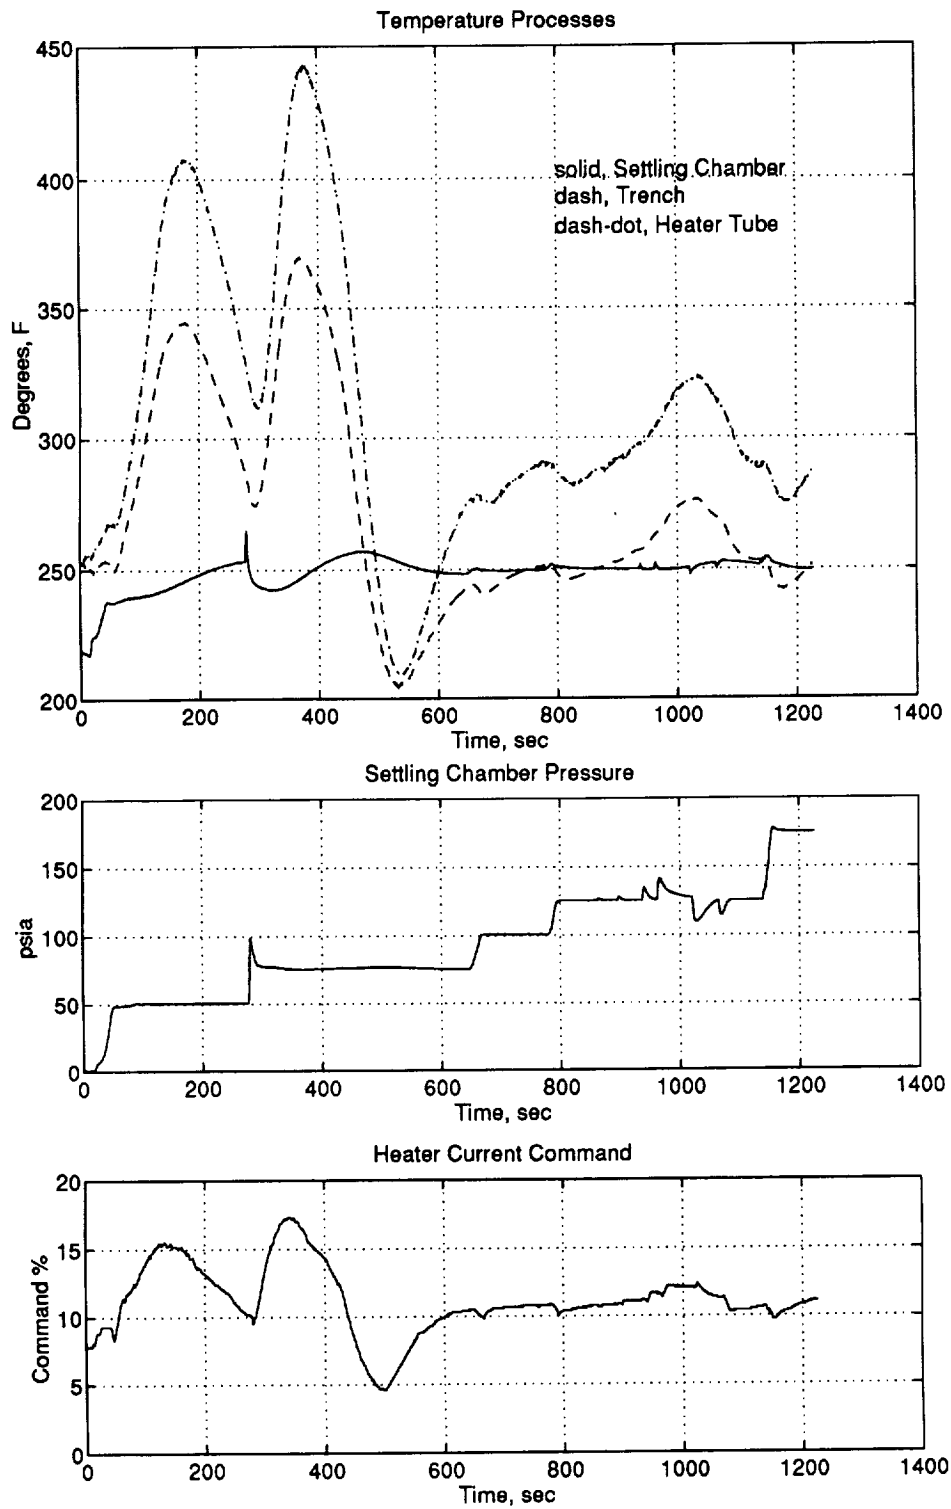 Temperature Processes
450
400
350
300
250
200
Degrees, F
solid, Settling Chamber
dash, Trench
dash-dot, Heater Tube
0 200 400 600 800 1000 1200 1400
Time, sec
Settling Chamber Pressure
200
150
100
50
0
psia
0 200 400 600 800 1000 1200 1400
Time, sec
Heater Current Command
20
15
10
5
0
Command %
0 200 400 600 800 1000 1200 1400
Time, sec